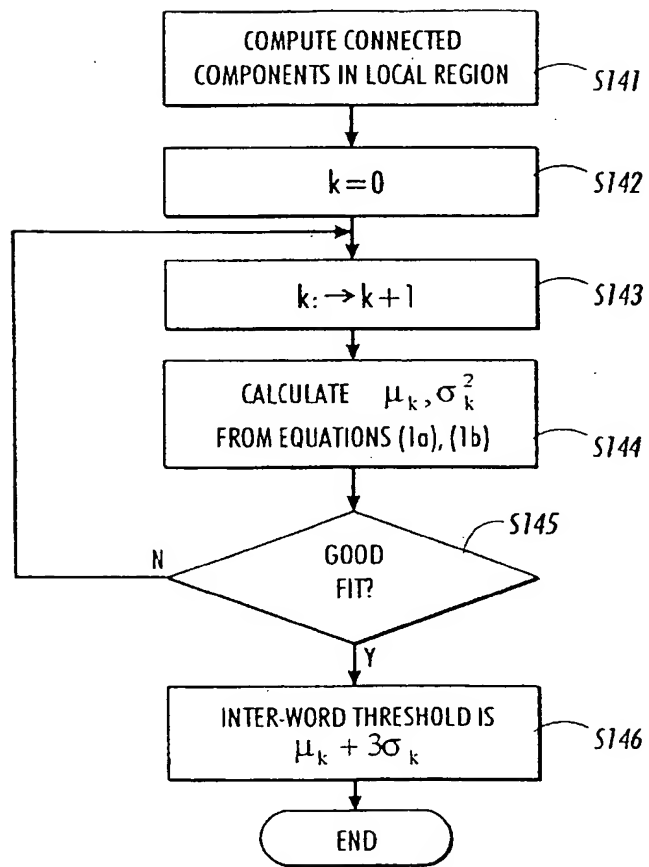 COMPUTE CONNECTED
COMPONENTS IN LOCAL REGION
S141
k=0
S142
k:→k+1
S143
CALCULATE μₖ,σₖ²
FROM EQUATIONS (1a), (1b)
S144
S145
GOOD
FIT?
N
Y
INTER-WORD THRESHOLD IS
μₖ + 3σₖ
S146
END